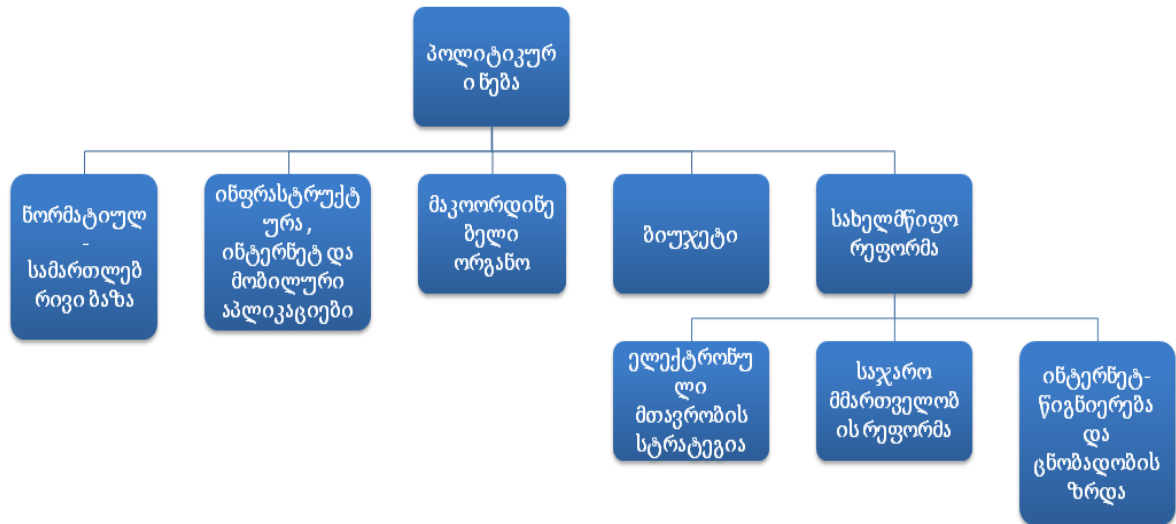 პოლიტიკურ
ი ნება
ნორმატიულ
-
სამართლებ
რივი ბაზა
ინფრასტრუქტ
ურა ,
ინტერნეტ და
მობილური
აპლიკაციები
მაკოორდინე
ბელი
ორგანო
ბიუჯეტი
სახელმწიფო
რეფორმა
ელექტრონუ
ლი
მთავრობის
სტრატეგია
საჯარო
მმართველობ
ის რეფორმა
ინტერნეტ-
წიგნიერება
და
ცნობადობის
ზრდა